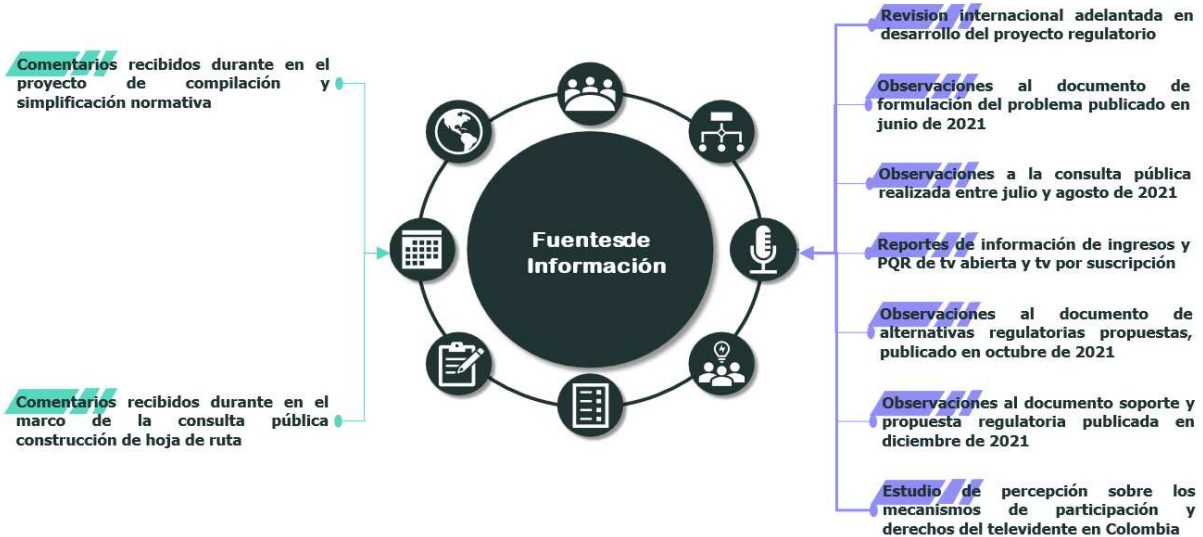 Comentarios recibidos durante en el
proyecto de compilación y
simplificación normativa
Comentarios recibidos durante en el
marco de la consulta pública
construcción de hoja de ruta
Fuentesde
Información
Revision internacional adelantada en
desarrollo del proyecto regulatorio
Observaciones al documento de
formulación del problema publicado en
junio de 2021
Observaciones a la consulta pública
realizada entre julio y agosto de 2021
Reportes de información de ingresos y
PQR de tv abierta y tv por suscripción
Observaciones al documento de
alternativas regulatorias propuestas,
publicado en octubre de 2021
Observaciones al documento soporte y
propuesta regulatoria publicada en
diciembre de 2021
Estudio de percepción sobre los
mecanismos de participación y
derechos del televidente en Colombia